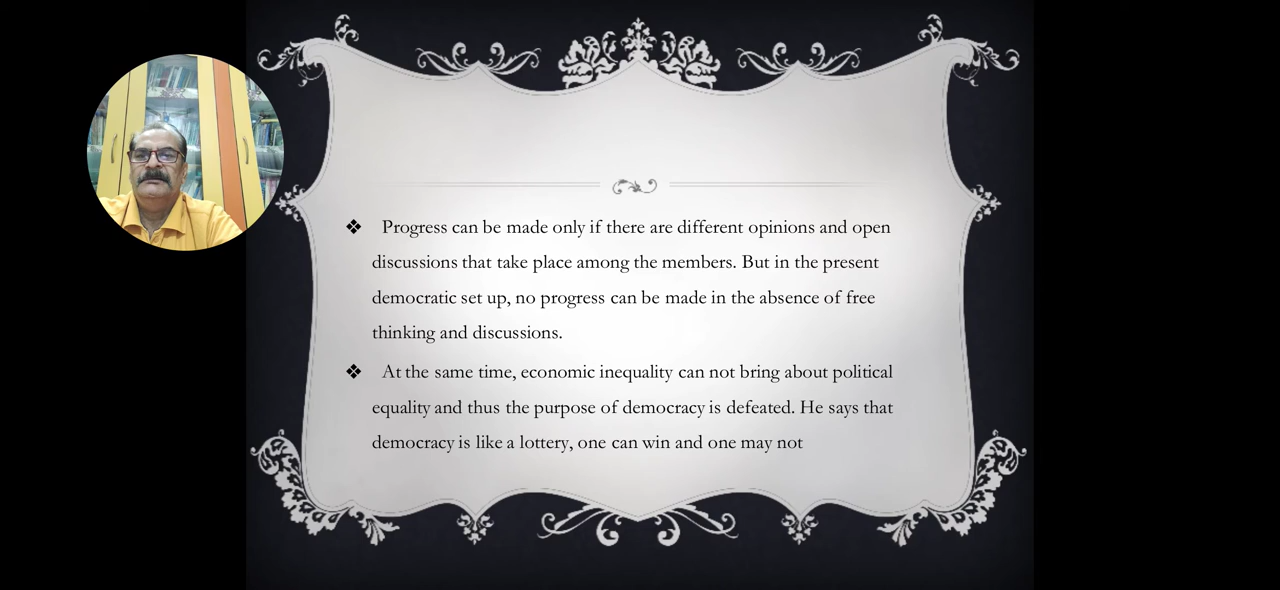 ❖ Progress can be made only if there are different opinions and open
discussions that take place among the members. But in the present
democratic set up, no progress can be made in the absence of free
thinking and discussions.
❖ At the same time, economic inequality can not bring about political
equality and thus the purpose of democracy is defeated. He says that
democracy is like a lottery, one can win and one may not